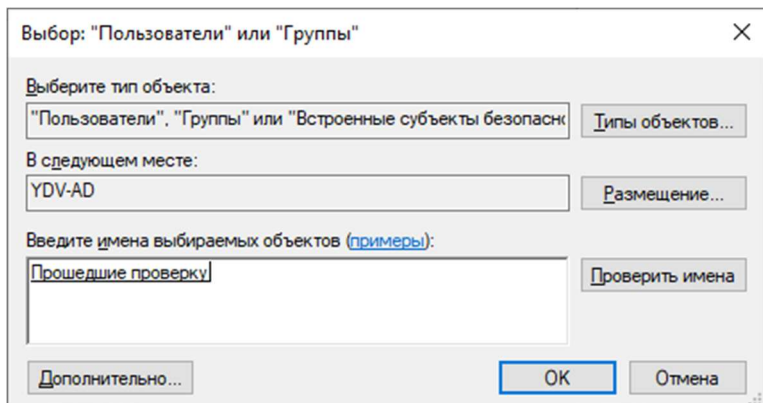 Выбор: "Пользователи" или "Группы"
Выберите тип объекта:
"Пользователи", "Группы" или "Встроенные субъекты безопасно
Типы объектов...
В следующем месте:
YDV-AD
Размещение...
Введите имена выбираемых объектов (примеры):
Прошедшие проверку
Проверить имена
Дополнительно...
OK
Отмена